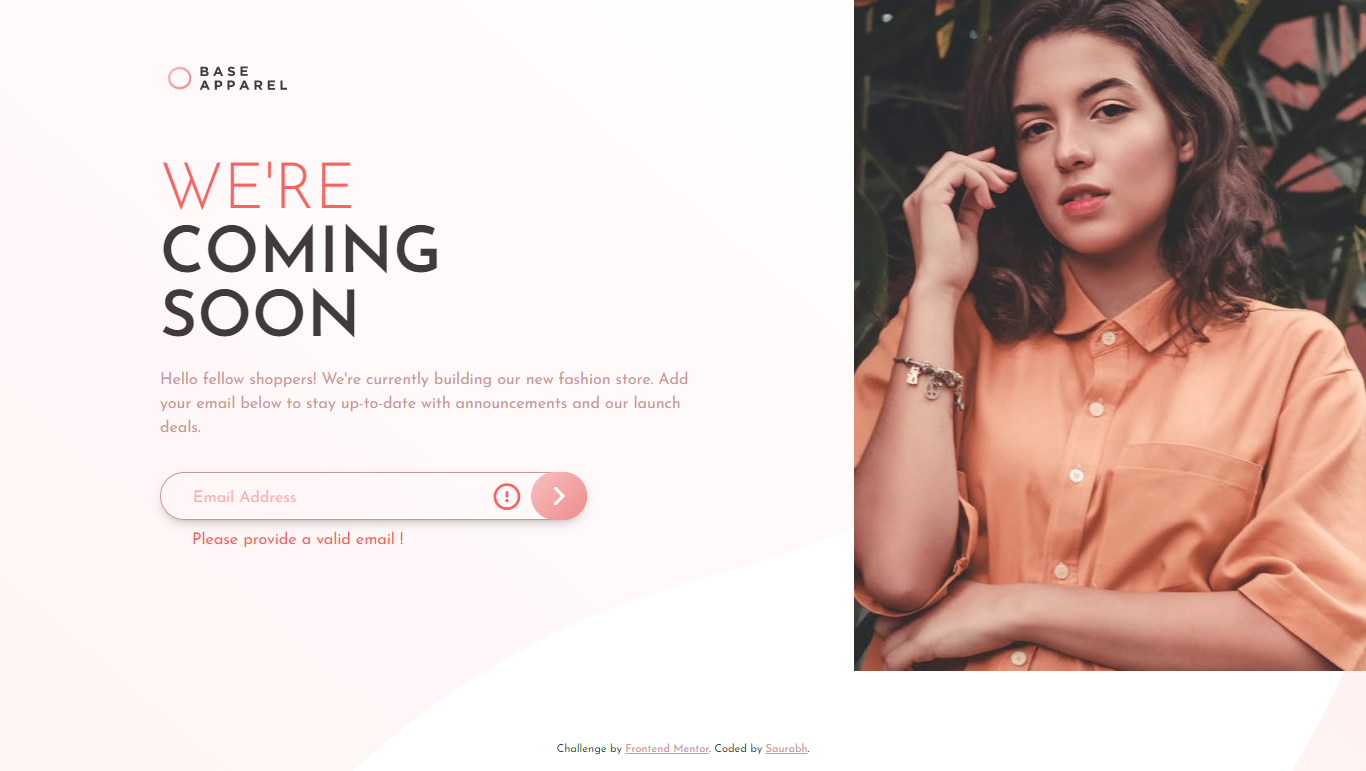 BASE
APPAREL
WE'RE
COMING
SOON
Hello fellow shoppers! We're currently building our new fashion store. Add
your email below to stay up-to-date with announcements and our launch
deals.
Email Address
Please provide a valid email !
Challenge by Frontend Mentor. Coded by Saurabh.